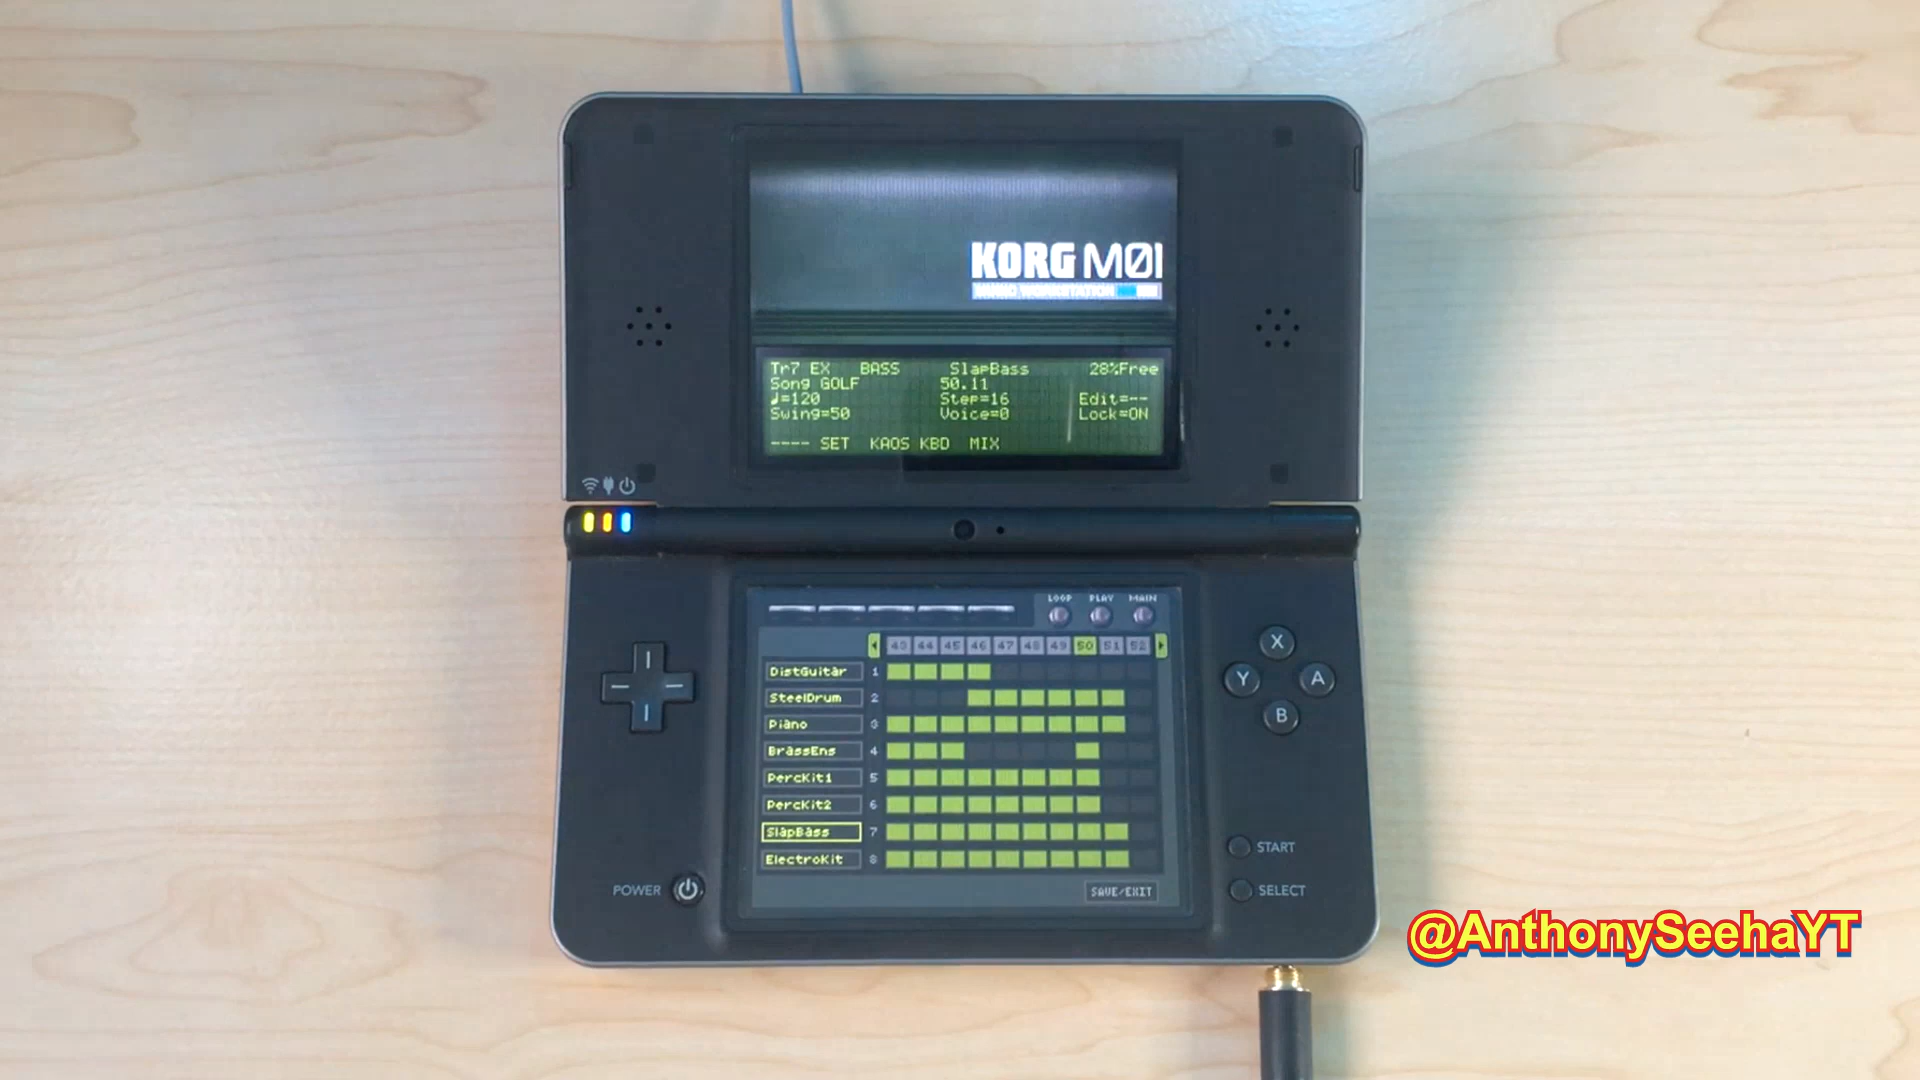 KORG MØ1
MUSIC WORKSTATION
Tr7 EX BASS SlapBass 28%Free
Song GOLF 50.11
♩=120 Step=16 Edit=--
Swing=50 Voice=0 Lock=ON
---- SET KAOS KBD MIX
LOOP PLAY MAIN
43 44 45 46 47 48 49 50 51 52
DistGuitar 1
SteelDrum 2
Piano 3
BrassEns 4
PercKit1 5
PercKit2 6
SlapBass 7
ElectroKit 8
SAVE/EXIT
X
Y A
B
START
POWER SELECT
@AnthonySeehaYT